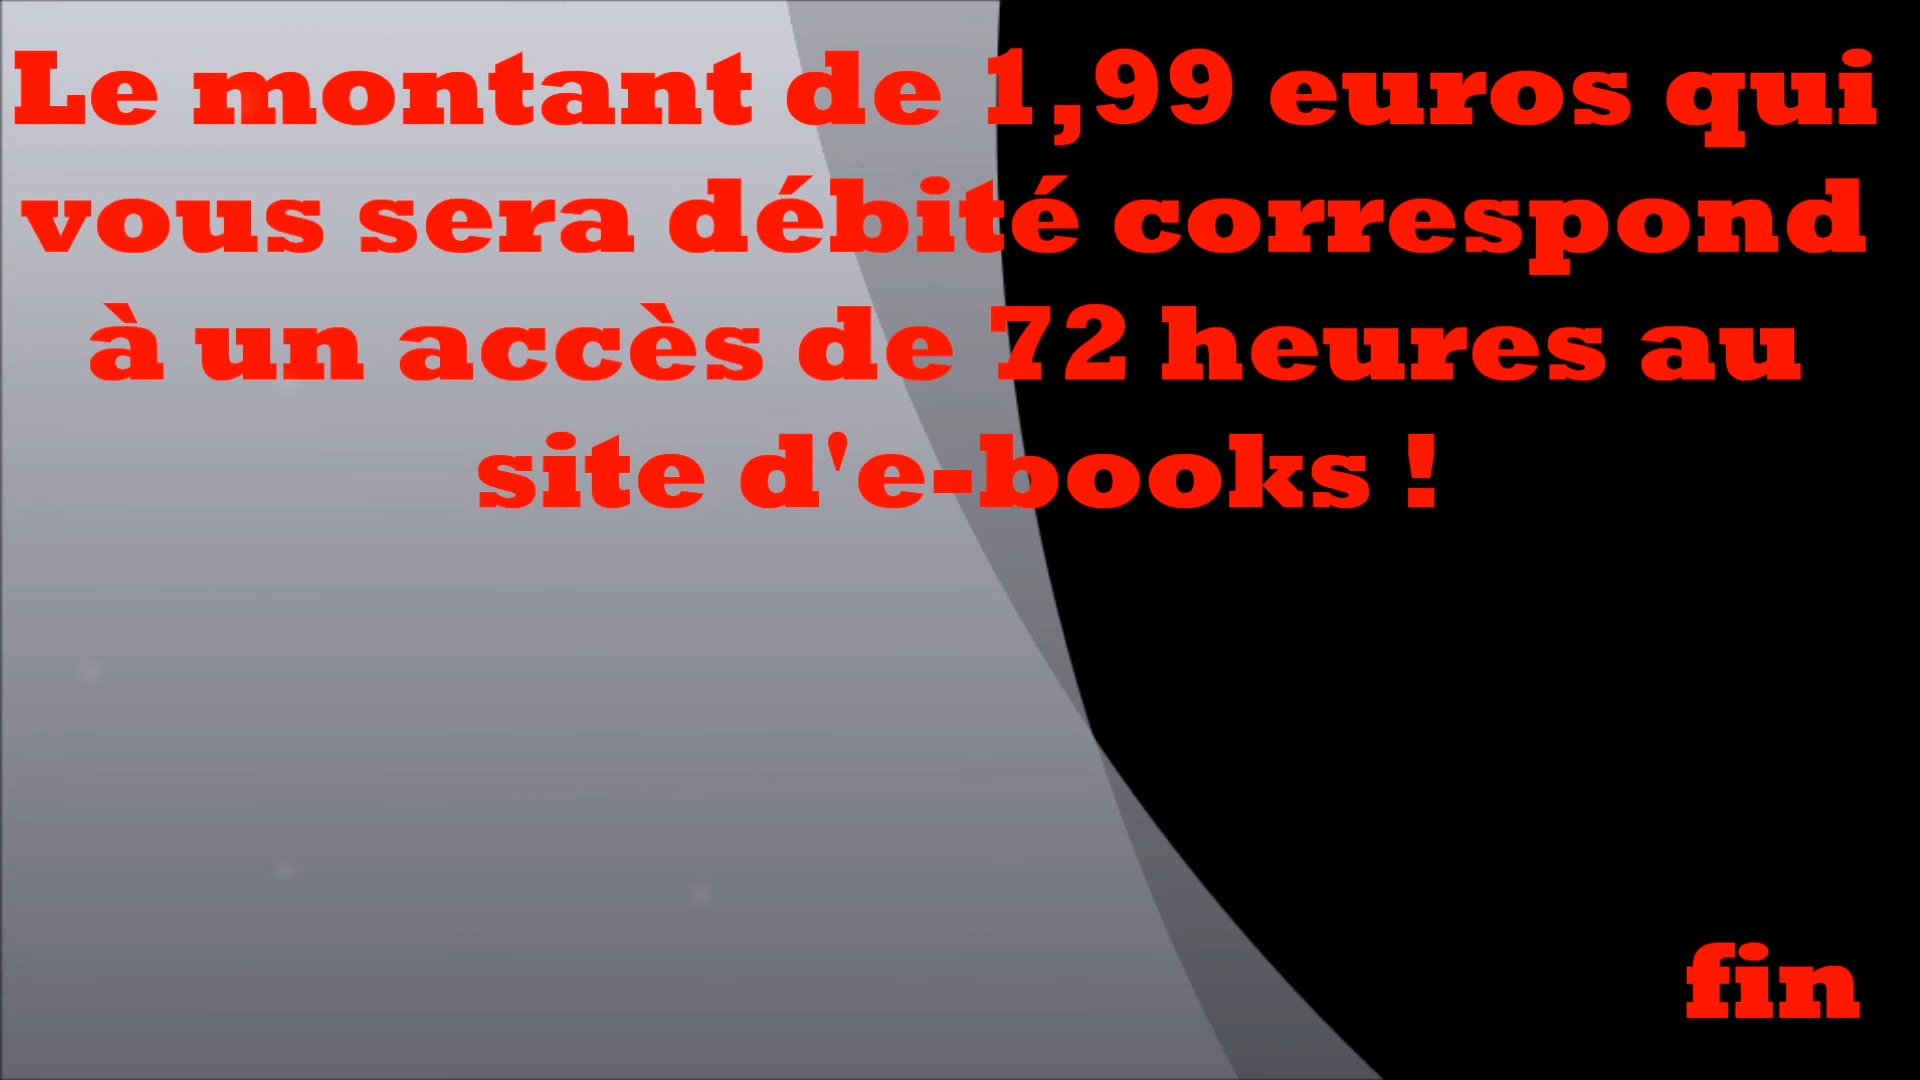 Le montant de 1,99 euros qui
vous sera débité correspond
à un accès de 72 heures au
site d'e-books !
fin